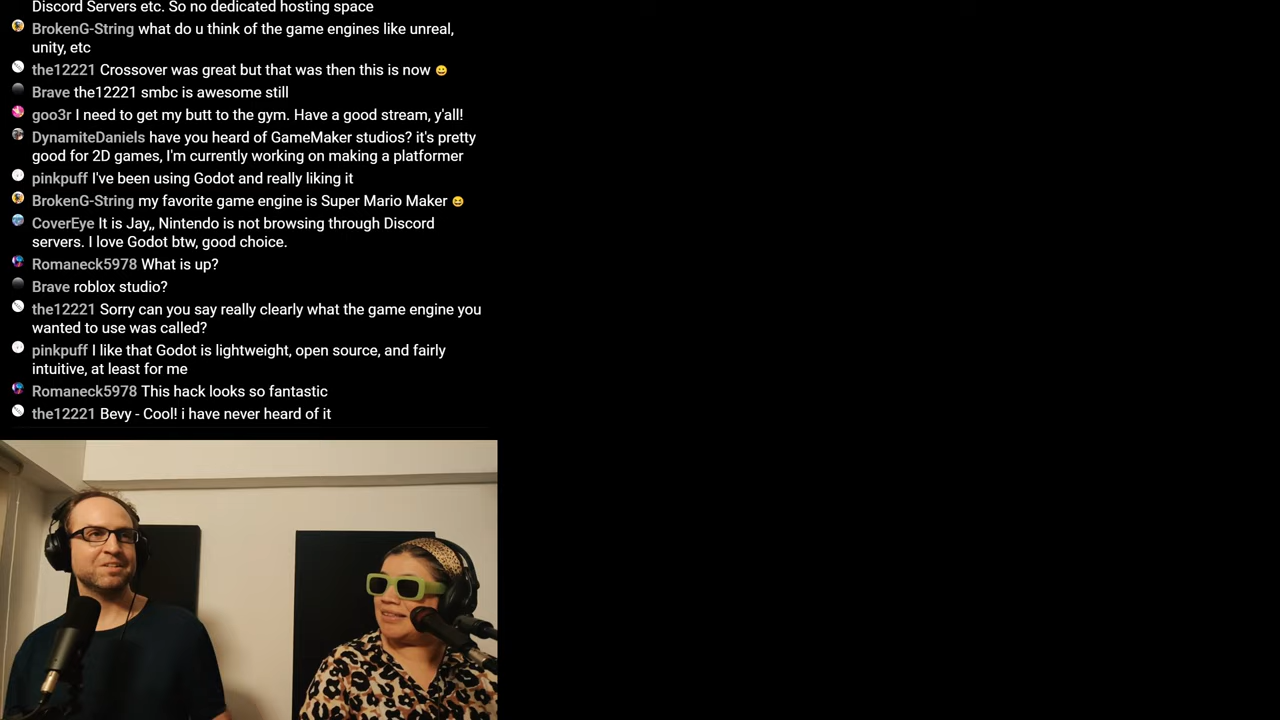 Discord Servers etc. So no dedicated hosting space
BrokenG-String what do u think of the game engines like unreal,
unity, etc
the12221 Crossover was great but that was then this is now 😄
Brave the12221 smbc is awesome still
goo3r I need to get my butt to the gym. Have a good stream, y'all!
DynamiteDaniels have you heard of GameMaker studios? it's pretty
good for 2D games, I'm currently working on making a platformer
pinkpuff I've been using Godot and really liking it
BrokenG-String my favorite game engine is Super Mario Maker 😆
CoverEye It is Jay,, Nintendo is not browsing through Discord
servers. I love Godot btw, good choice.
Romaneck5978 What is up?
Brave roblox studio?
the12221 Sorry can you say really clearly what the game engine you
wanted to use was called?
pinkpuff I like that Godot is lightweight, open source, and fairly
intuitive, at least for me
Romaneck5978 This hack looks so fantastic
the12221 Bevy - Cool! i have never heard of it